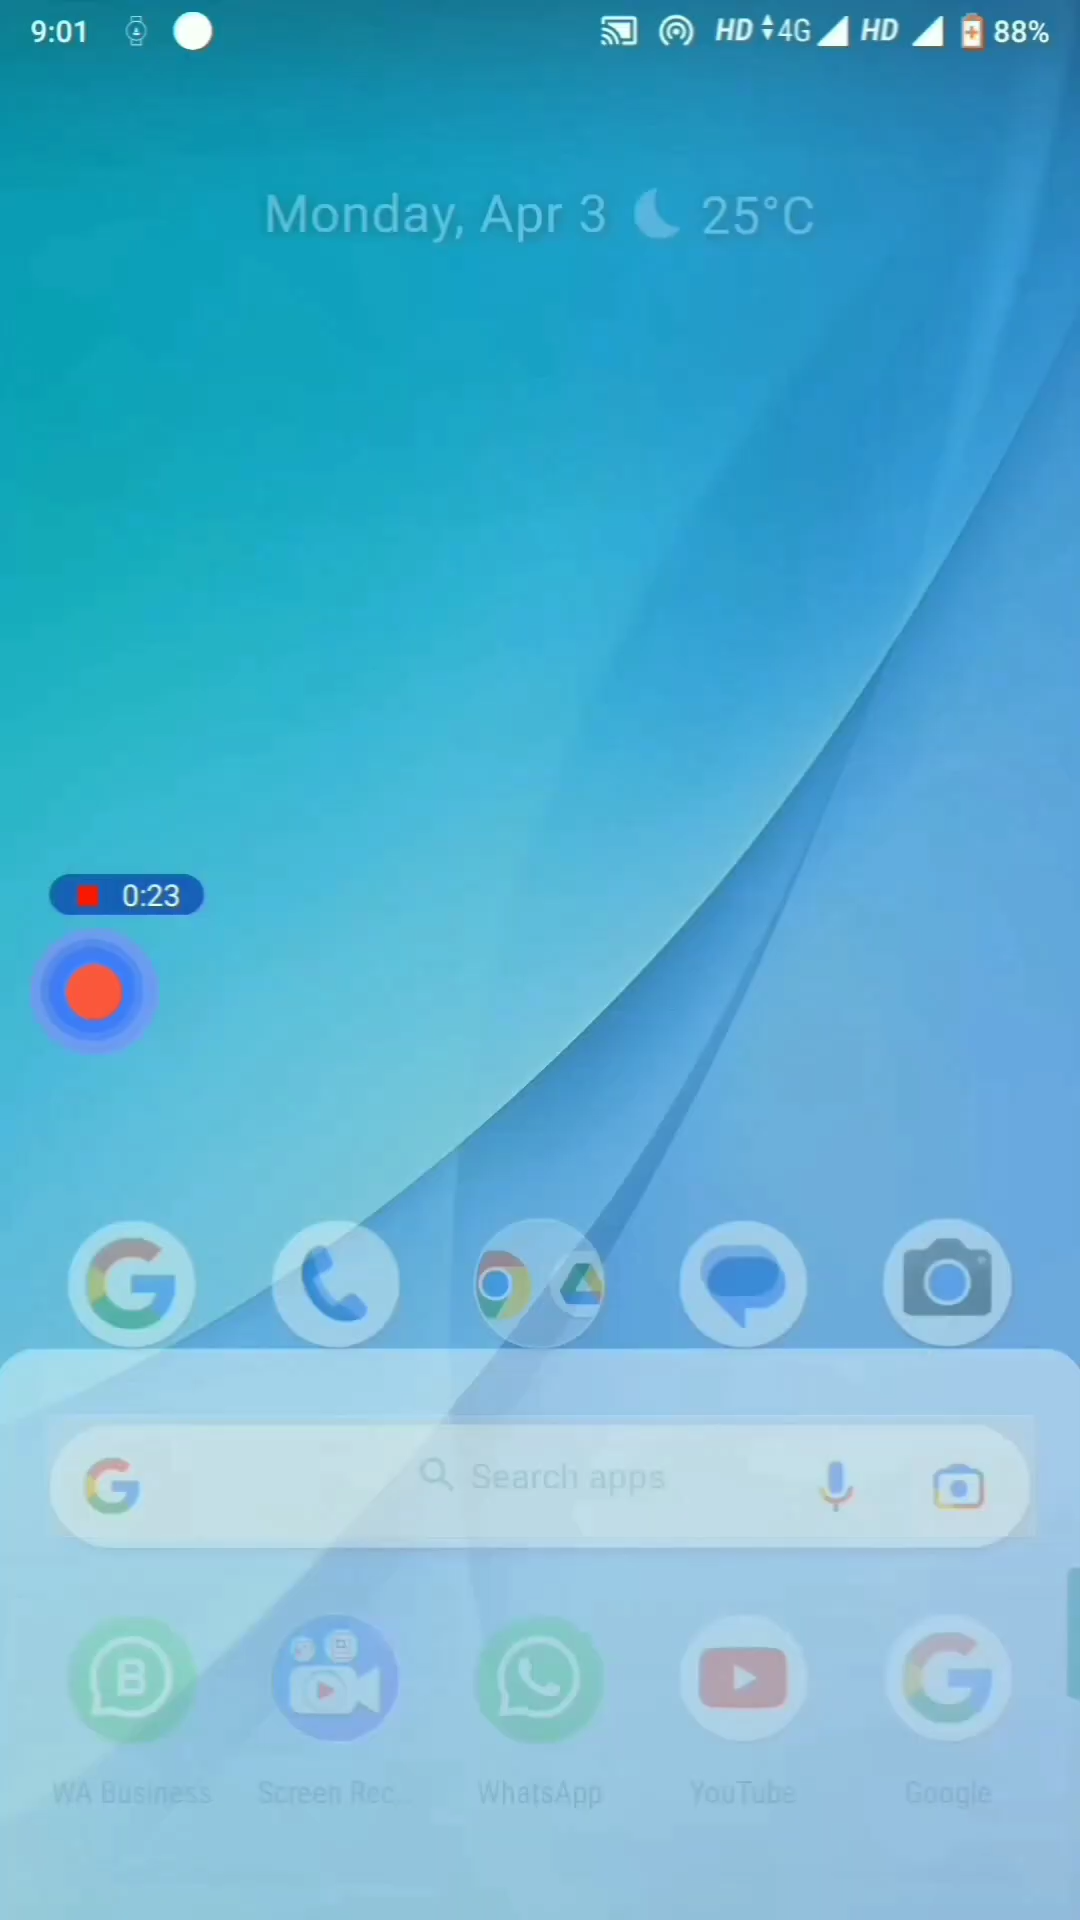 9:01 HD 4G HD 88%
Monday, Apr 3 25°C
0:23
Search apps
WA Business Screen Rec... WhatsApp YouTube Google